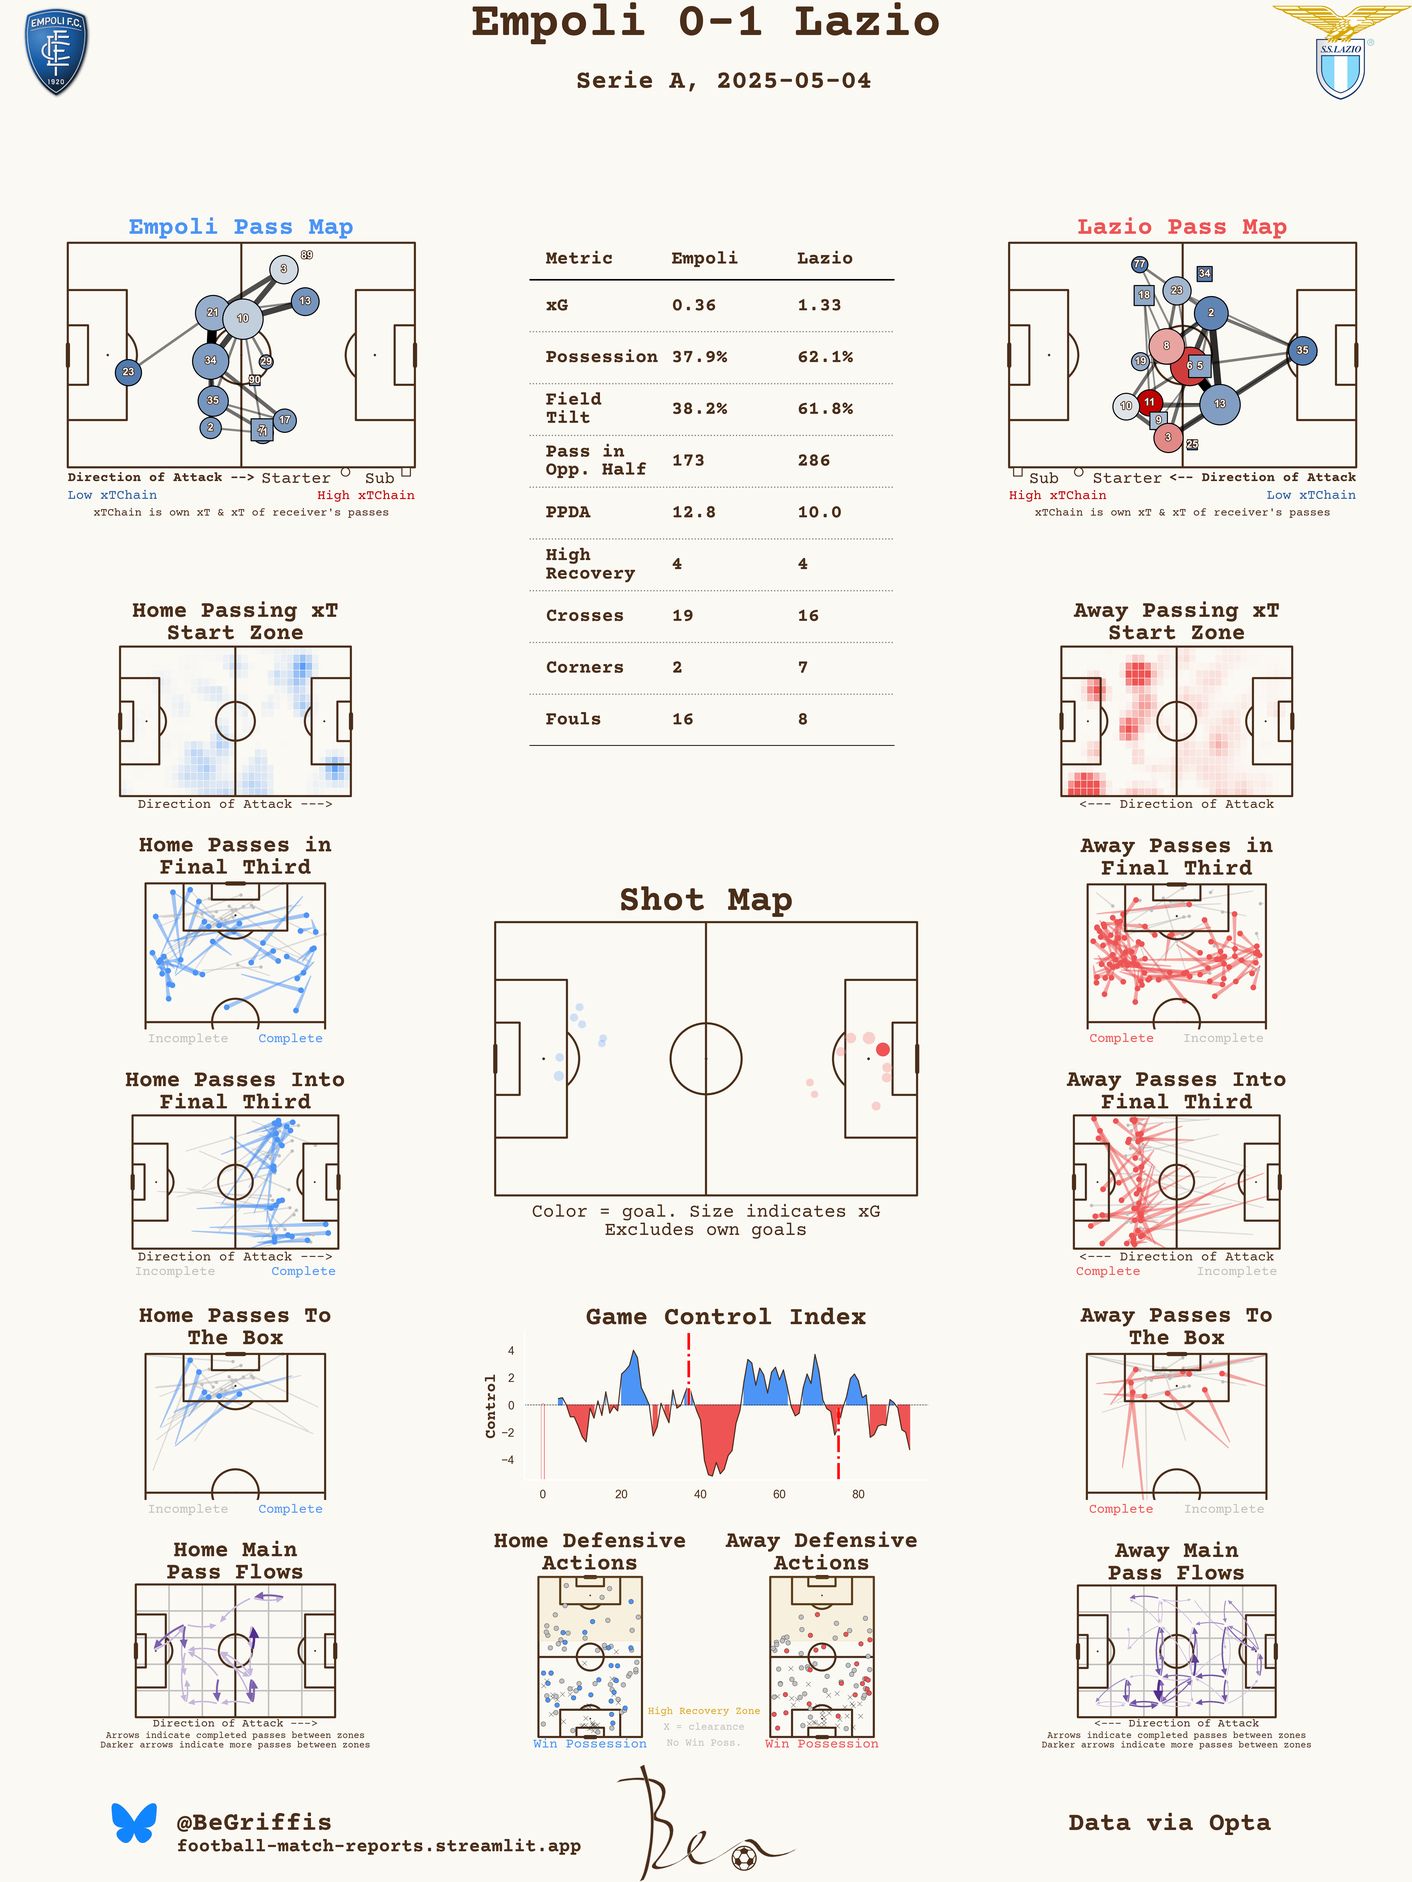 Empoli 0-1 Lazio
Serie A, 2025-05-04
EMPOLI F.C.
1920
S.S.LAZIO
®
Empoli Pass Map
89
3
13
21
10
34
29
90
23
35
2
17
Direction of Attack --> Starter Sub
Low xTChain High xTChain
xTChain is own xT & xT of receiver's passes
Metric Empoli Lazio
xG 0.36 1.33
Possession 37.9% 62.1%
Field
Tilt 38.2% 61.8%
Pass in
Opp. Half 173 286
PPDA 12.8 10.0
High
Recovery 4 4
Crosses 19 16
Corners 2 7
Fouls 16 8
Lazio Pass Map
77
34
18
23
2
8
35
19
6
5
10
11
13
9
3
25
Sub Starter <-- Direction of Attack
High xTChain Low xTChain
xTChain is own xT & xT of receiver's passes
Home Passing xT
Start Zone
Direction of Attack --->
Away Passing xT
Start Zone
<--- Direction of Attack
Home Passes in
Final Third
Incomplete Complete
Away Passes in
Final Third
Complete Incomplete
Shot Map
Color = goal. Size indicates xG
Excludes own goals
Home Passes Into
Final Third
Direction of Attack --->
Incomplete Complete
Away Passes Into
Final Third
<--- Direction of Attack
Complete Incomplete
Home Passes To
The Box
Incomplete Complete
Game Control Index
Control
4
2
0
−2
−4
0 20 40 60 80
Away Passes To
The Box
Complete Incomplete
Home Main
Pass Flows
Direction of Attack --->
Arrows indicate completed passes between zones
Darker arrows indicate more passes between zones
Home Defensive
Actions
Win Possession
Away Defensive
Actions
Win Possession
High Recovery Zone
X = clearance
No Win Poss.
Away Main
Pass Flows
<--- Direction of Attack
Arrows indicate completed passes between zones
Darker arrows indicate more passes between zones
@BeGriffis
football-match-reports.streamlit.app
Ben
Data via Opta